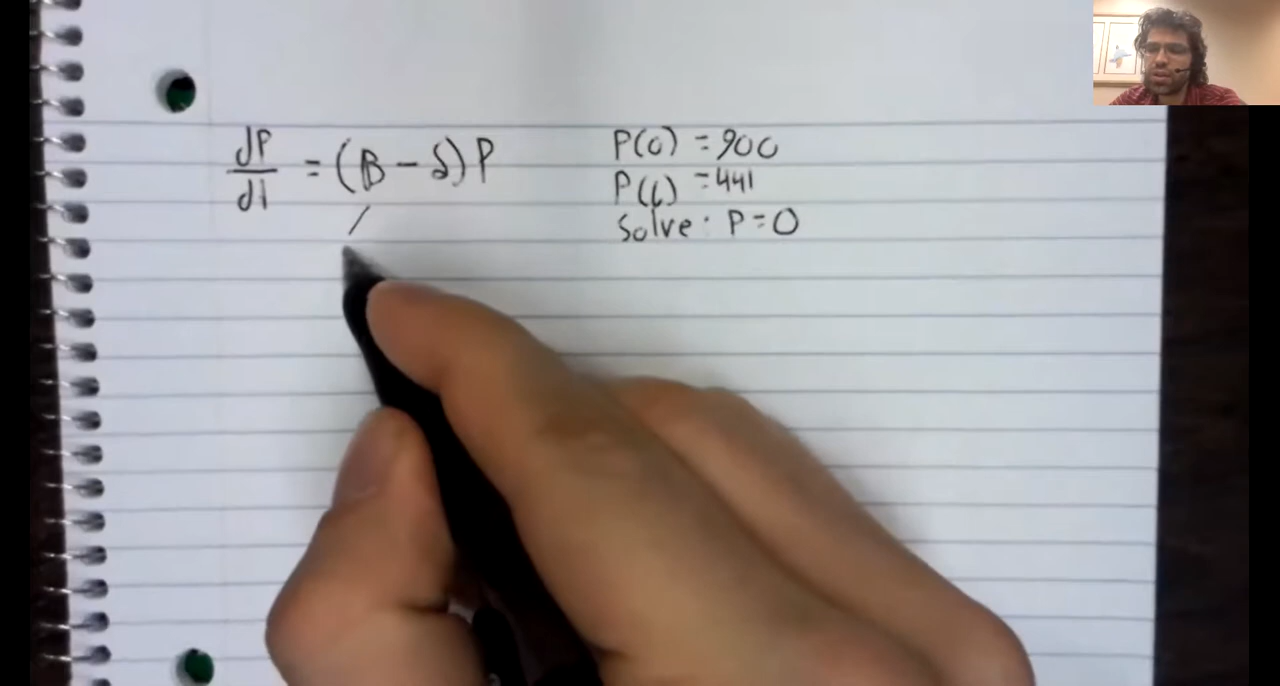 dP/dt = (B − δ) P
P(0) = 900
P(6) = 441
Solve: P = 0